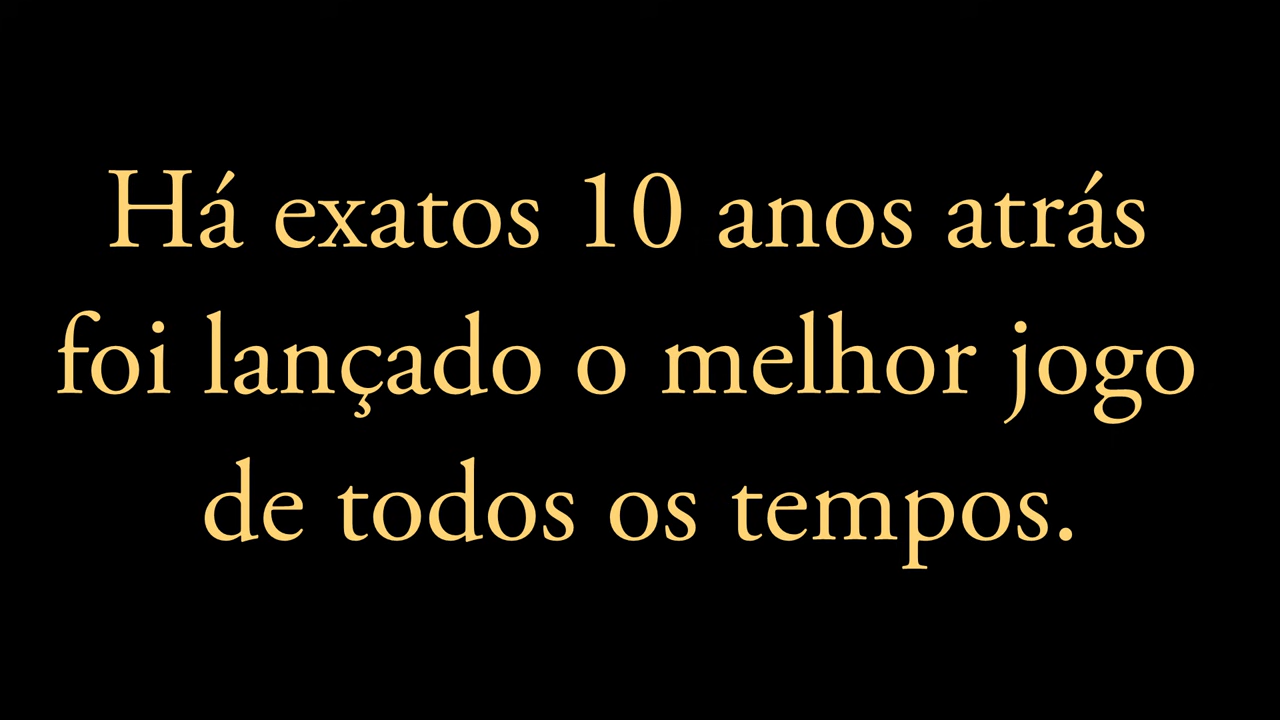 Há exatos 10 anos atrás
foi lançado o melhor jogo
de todos os tempos.